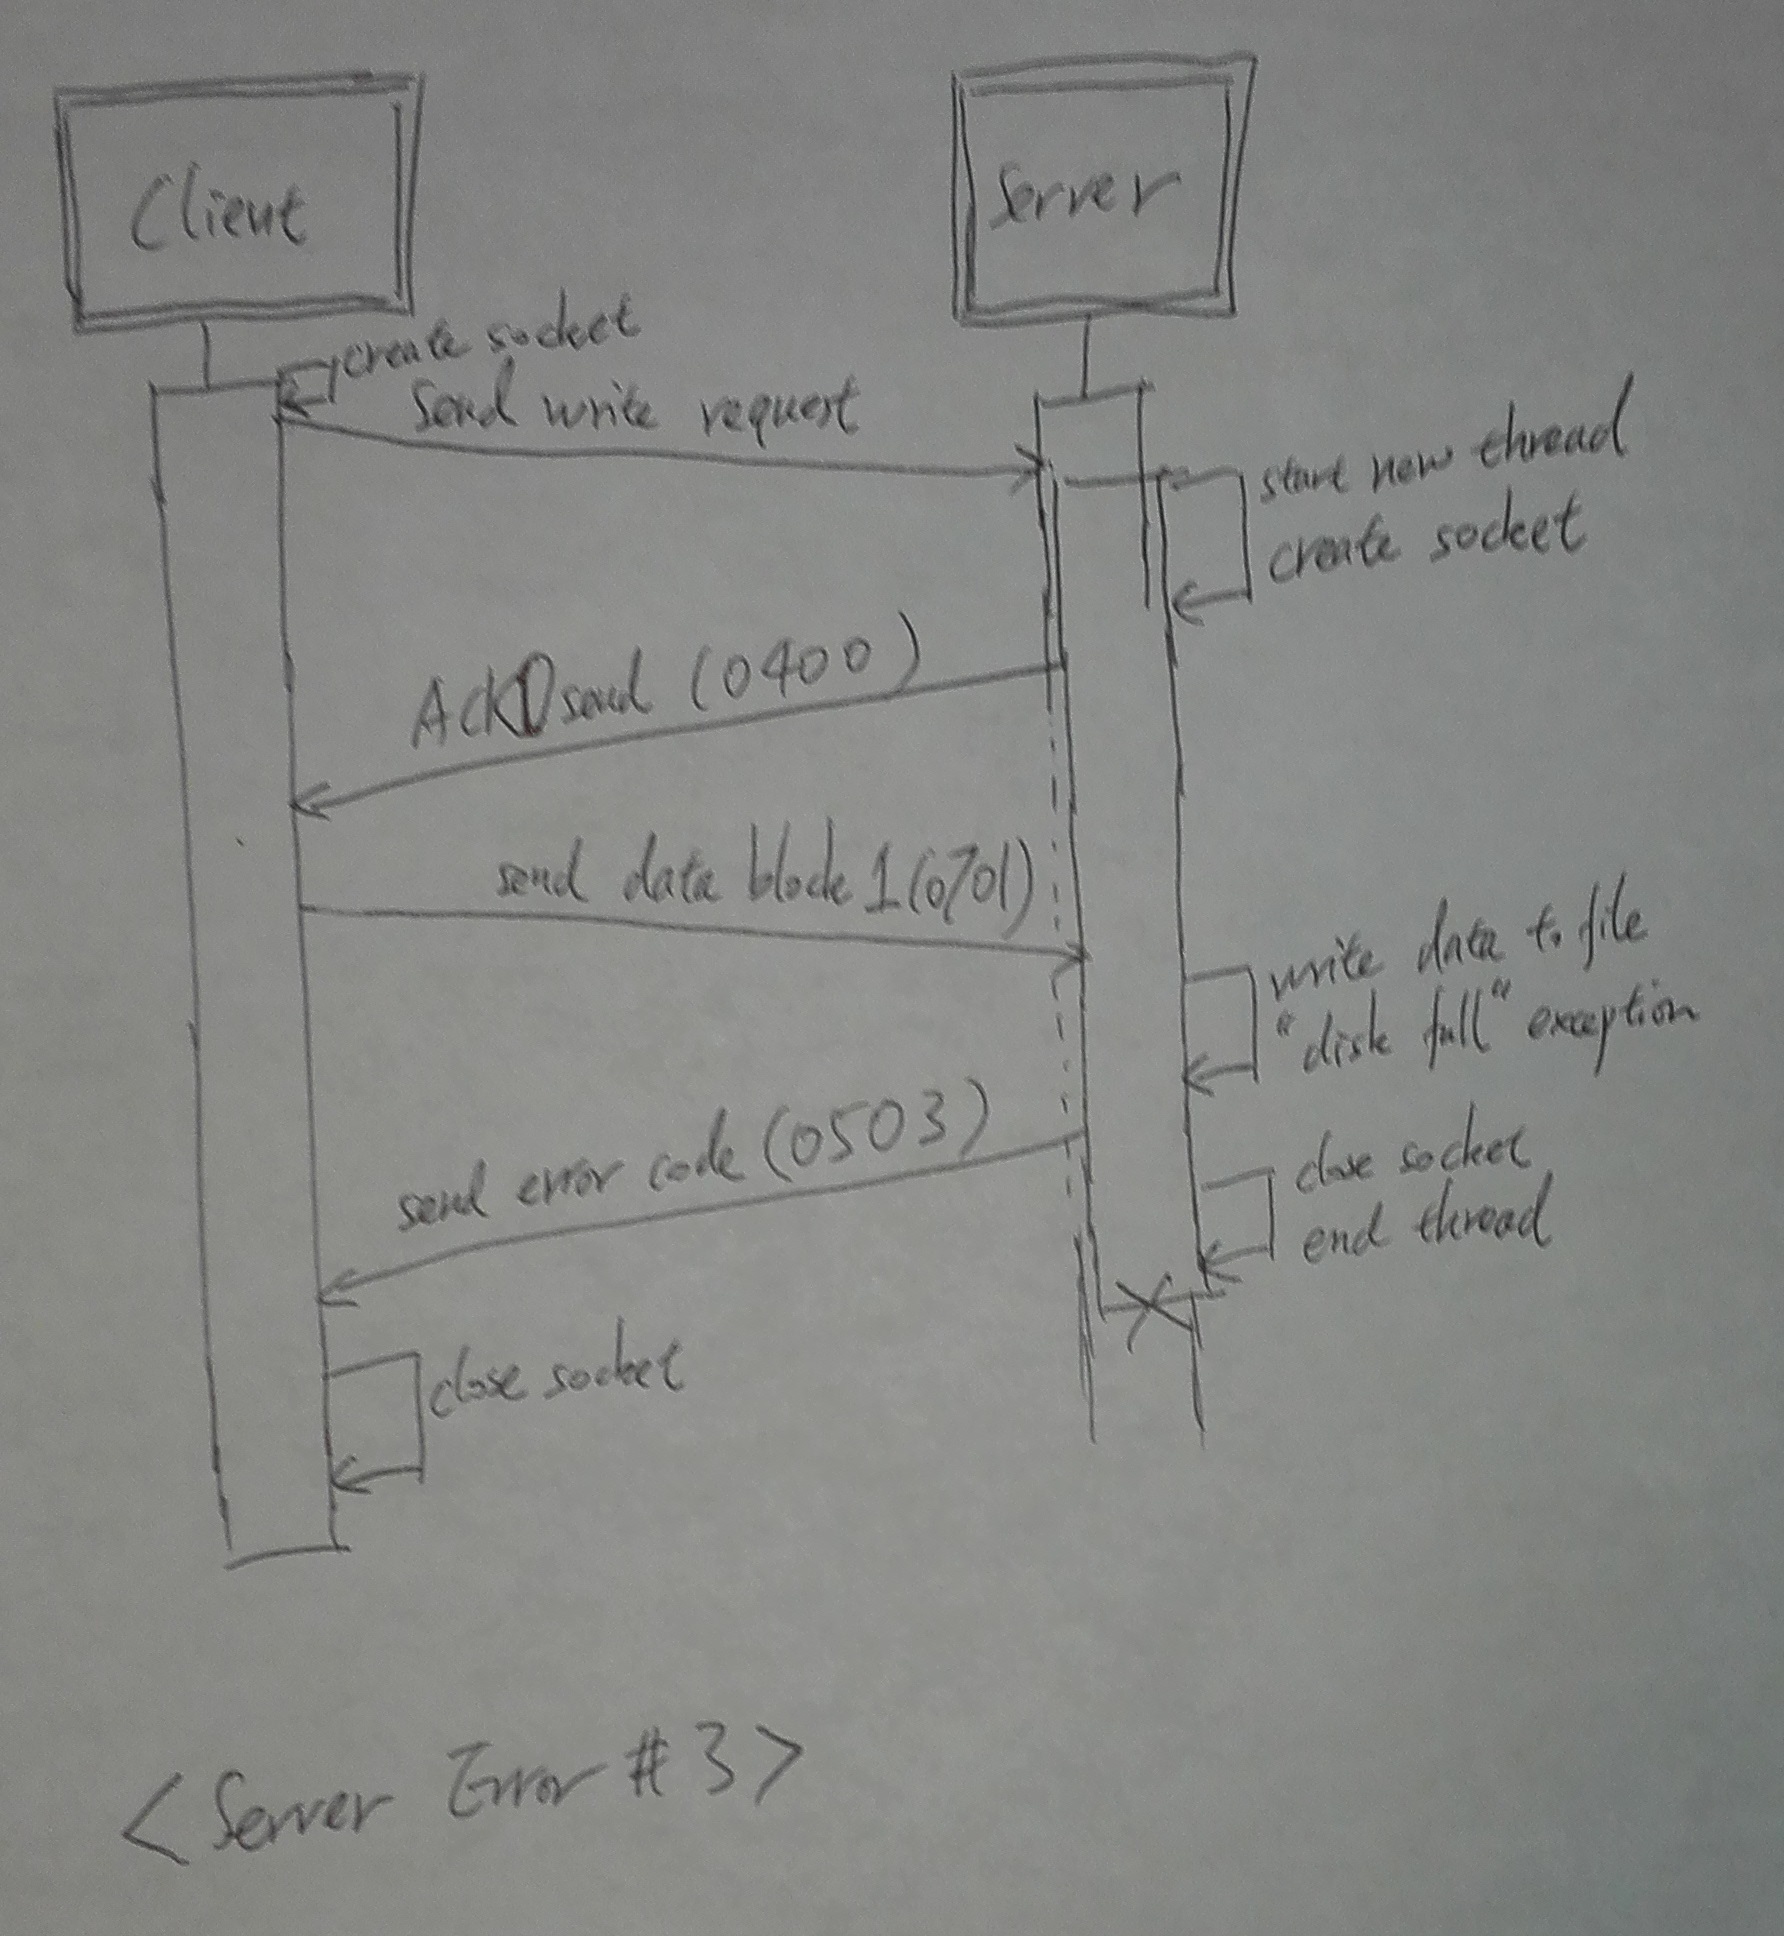 Client
Server
create socket
Send write request
start new thread
create socket
ACK0 send (0400)
send data block 1 (0701)
write data to file
"disk full" exception
send error code (0503)
close socket
end thread
close socket
<Server Error #3>